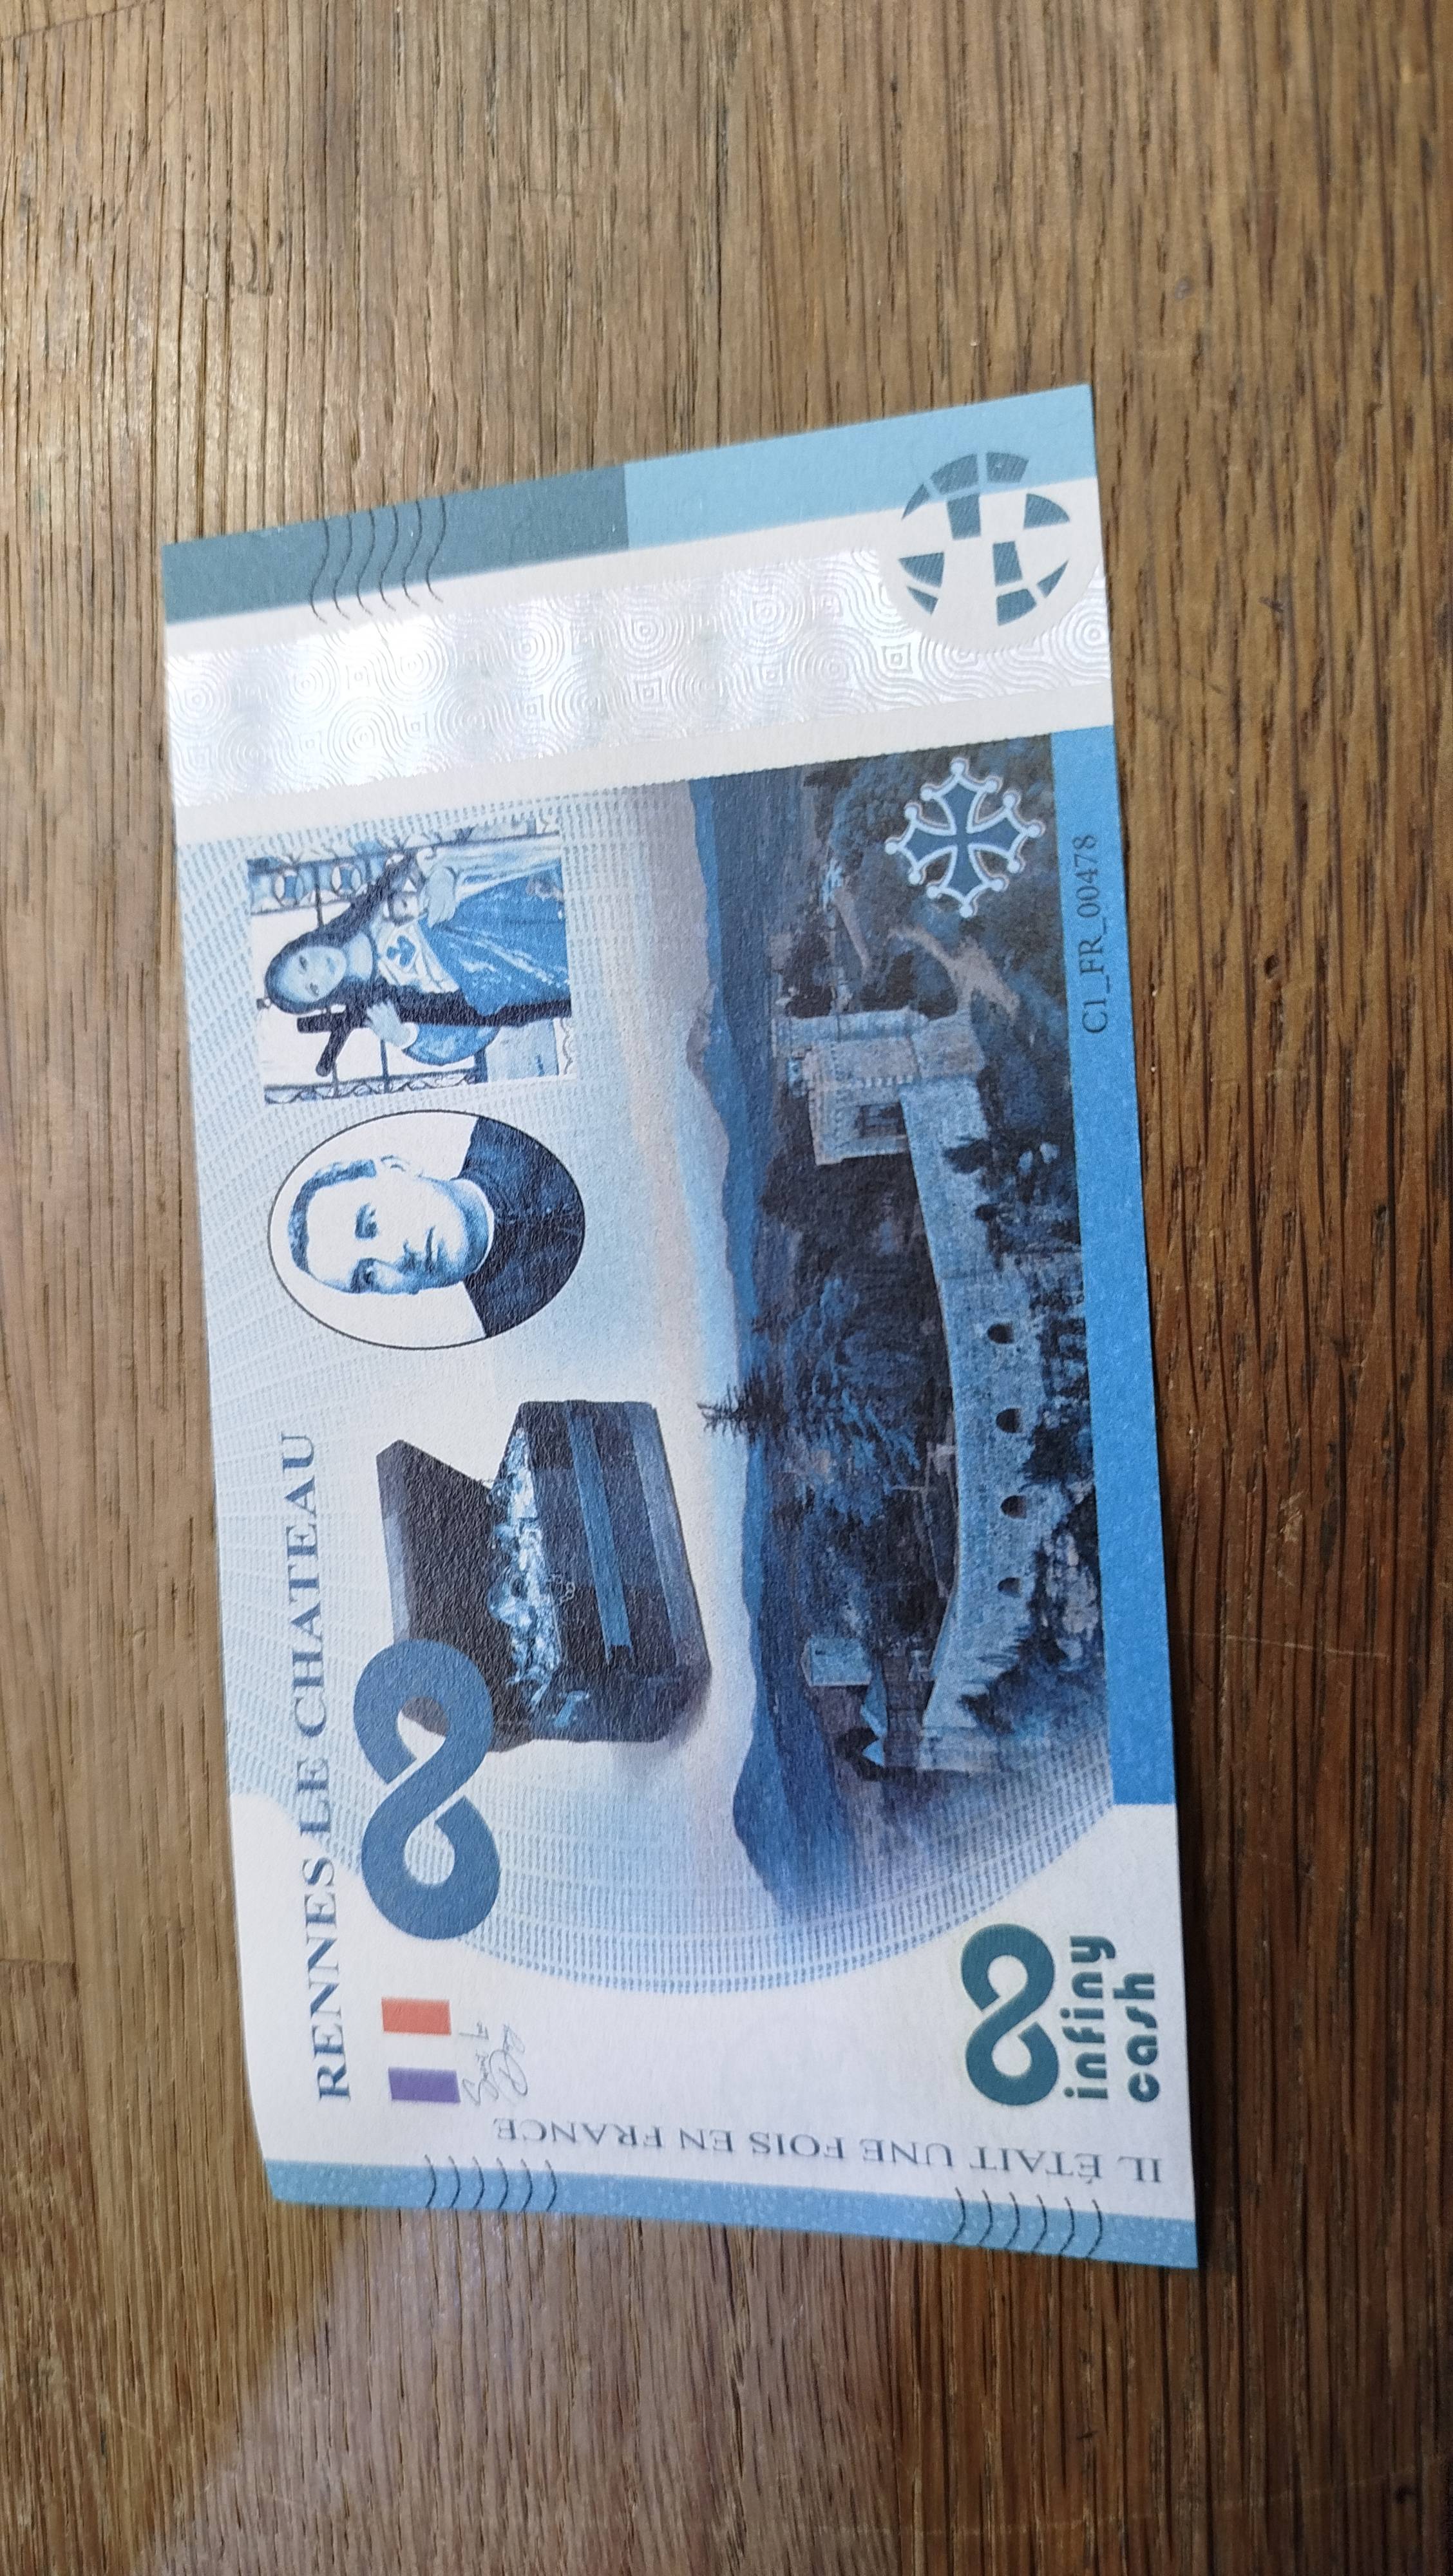 RENNES LE CHATEAU
IL ÉTAIT UNE FOIS EN FRANCE
infiny
cash
C1_FR_00478